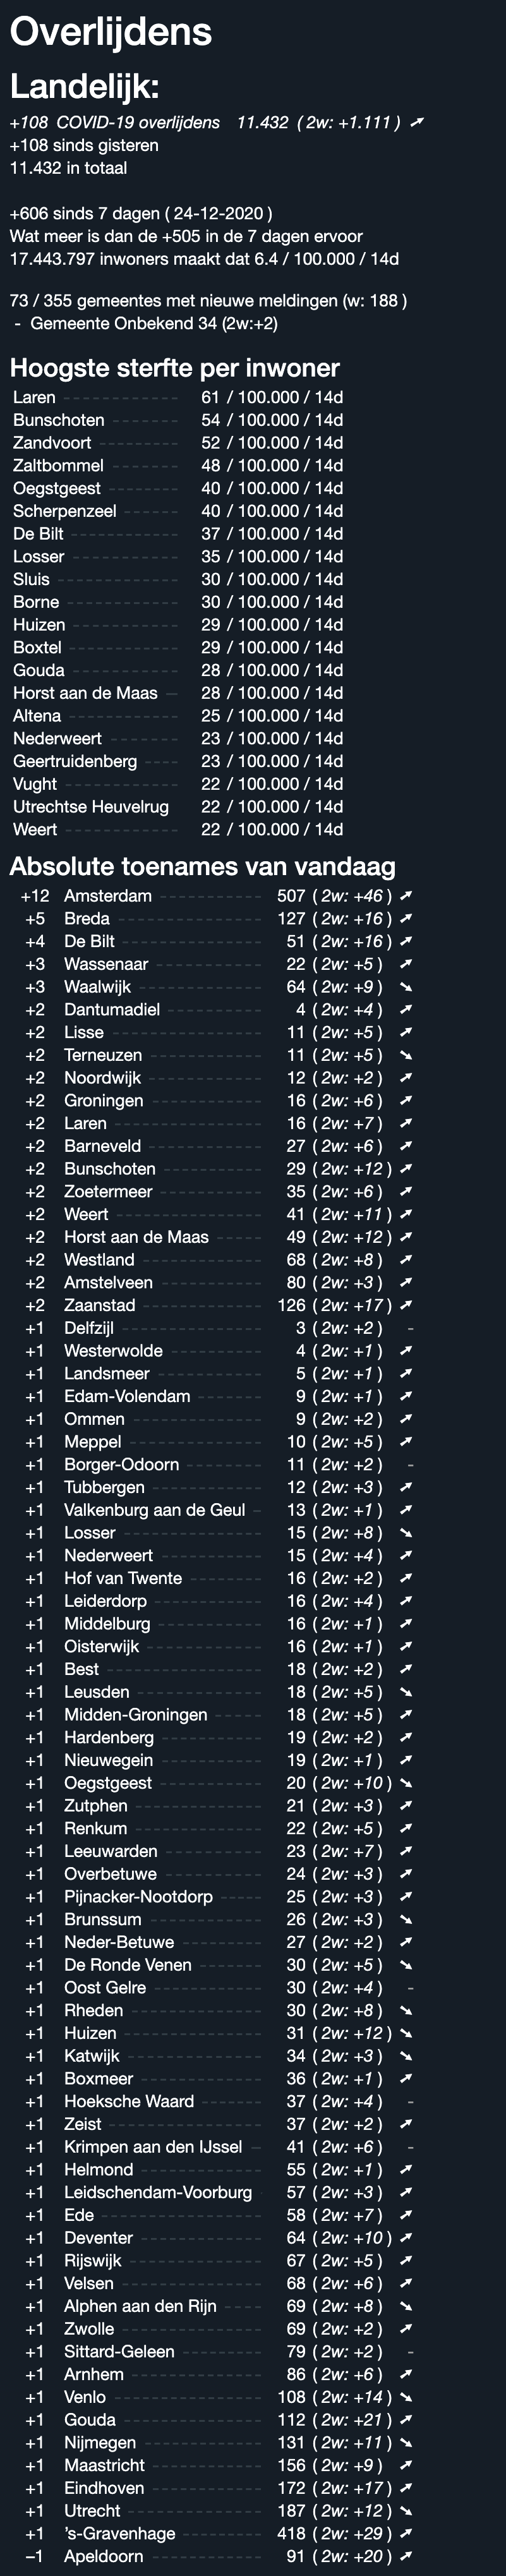 Overlijdens
Landelijk:
+108 COVID-19 overlijdens 11.432 ( 2w: +1.111 ) ➚
+108 sinds gisteren
11.432 in totaal
+606 sinds 7 dagen ( 24-12-2020 )
Wat meer is dan de +505 in de 7 dagen ervoor
17.443.797 inwoners maakt dat 6.4 / 100.000 / 14d
73 / 355 gemeentes met nieuwe meldingen (w: 188 )
- Gemeente Onbekend 34 (2w:+2)
Hoogste sterfte per inwoner
Laren 61 / 100.000 / 14d
Bunschoten 54 / 100.000 / 14d
Zandvoort 52 / 100.000 / 14d
Zaltbommel 48 / 100.000 / 14d
Oegstgeest 40 / 100.000 / 14d
Scherpenzeel 40 / 100.000 / 14d
De Bilt 37 / 100.000 / 14d
Losser 35 / 100.000 / 14d
Sluis 30 / 100.000 / 14d
Borne 30 / 100.000 / 14d
Huizen 29 / 100.000 / 14d
Boxtel 29 / 100.000 / 14d
Gouda 28 / 100.000 / 14d
Horst aan de Maas 28 / 100.000 / 14d
Altena 25 / 100.000 / 14d
Nederweert 23 / 100.000 / 14d
Geertruidenberg 23 / 100.000 / 14d
Vught 22 / 100.000 / 14d
Utrechtse Heuvelrug 22 / 100.000 / 14d
Weert 22 / 100.000 / 14d
Absolute toenames van vandaag
+12 Amsterdam 507 ( 2w: +46 ) ➚
+5 Breda 127 ( 2w: +16 ) ➚
+4 De Bilt 51 ( 2w: +16 ) ➚
+3 Wassenaar 22 ( 2w: +5 ) ➚
+3 Waalwijk 64 ( 2w: +9 ) ➘
+2 Dantumadiel 4 ( 2w: +4 ) ➚
+2 Lisse 11 ( 2w: +5 ) ➚
+2 Terneuzen 11 ( 2w: +5 ) ➘
+2 Noordwijk 12 ( 2w: +2 ) ➚
+2 Groningen 16 ( 2w: +6 ) ➚
+2 Laren 16 ( 2w: +7 ) ➚
+2 Barneveld 27 ( 2w: +6 ) ➚
+2 Bunschoten 29 ( 2w: +12 ) ➚
+2 Zoetermeer 35 ( 2w: +6 ) ➚
+2 Weert 41 ( 2w: +11 ) ➚
+2 Horst aan de Maas 49 ( 2w: +12 ) ➚
+2 Westland 68 ( 2w: +8 ) ➚
+2 Amstelveen 80 ( 2w: +3 ) ➚
+2 Zaanstad 126 ( 2w: +17 ) ➚
+1 Delfzijl 3 ( 2w: +2 ) -
+1 Westerwolde 4 ( 2w: +1 ) ➚
+1 Landsmeer 5 ( 2w: +1 ) ➚
+1 Edam-Volendam 9 ( 2w: +1 ) ➚
+1 Ommen 9 ( 2w: +2 ) ➚
+1 Meppel 10 ( 2w: +5 ) ➚
+1 Borger-Odoorn 11 ( 2w: +2 ) -
+1 Tubbergen 12 ( 2w: +3 ) ➚
+1 Valkenburg aan de Geul 13 ( 2w: +1 ) ➚
+1 Losser 15 ( 2w: +8 ) ➘
+1 Nederweert 15 ( 2w: +4 ) ➚
+1 Hof van Twente 16 ( 2w: +2 ) ➚
+1 Leiderdorp 16 ( 2w: +4 ) ➚
+1 Middelburg 16 ( 2w: +1 ) ➚
+1 Oisterwijk 16 ( 2w: +1 ) ➚
+1 Best 18 ( 2w: +2 ) ➚
+1 Leusden 18 ( 2w: +5 ) ➘
+1 Midden-Groningen 18 ( 2w: +5 ) ➚
+1 Hardenberg 19 ( 2w: +2 ) ➚
+1 Nieuwegein 19 ( 2w: +1 ) ➚
+1 Oegstgeest 20 ( 2w: +10 ) ➘
+1 Zutphen 21 ( 2w: +3 ) ➚
+1 Renkum 22 ( 2w: +5 ) ➚
+1 Leeuwarden 23 ( 2w: +7 ) ➚
+1 Overbetuwe 24 ( 2w: +3 ) ➚
+1 Pijnacker-Nootdorp 25 ( 2w: +3 ) ➚
+1 Brunssum 26 ( 2w: +3 ) ➘
+1 Neder-Betuwe 27 ( 2w: +2 ) ➚
+1 De Ronde Venen 30 ( 2w: +5 ) ➘
+1 Oost Gelre 30 ( 2w: +4 ) -
+1 Rheden 30 ( 2w: +8 ) ➘
+1 Huizen 31 ( 2w: +12 ) ➘
+1 Katwijk 34 ( 2w: +3 ) ➘
+1 Boxmeer 36 ( 2w: +1 ) ➚
+1 Hoeksche Waard 37 ( 2w: +4 ) -
+1 Zeist 37 ( 2w: +2 ) ➚
+1 Krimpen aan den IJssel 41 ( 2w: +6 ) -
+1 Helmond 55 ( 2w: +1 ) ➚
+1 Leidschendam-Voorburg 57 ( 2w: +3 ) ➚
+1 Ede 58 ( 2w: +7 ) ➚
+1 Deventer 64 ( 2w: +10 ) ➚
+1 Rijswijk 67 ( 2w: +5 ) ➚
+1 Velsen 68 ( 2w: +6 ) ➚
+1 Alphen aan den Rijn 69 ( 2w: +8 ) ➘
+1 Zwolle 69 ( 2w: +2 ) ➚
+1 Sittard-Geleen 79 ( 2w: +2 ) -
+1 Arnhem 86 ( 2w: +6 ) ➚
+1 Venlo 108 ( 2w: +14 ) ➘
+1 Gouda 112 ( 2w: +21 ) ➚
+1 Nijmegen 131 ( 2w: +11 ) ➘
+1 Maastricht 156 ( 2w: +9 ) ➚
+1 Eindhoven 172 ( 2w: +17 ) ➚
+1 Utrecht 187 ( 2w: +12 ) ➘
+1 's-Gravenhage 418 ( 2w: +29 ) ➚
–1 Apeldoorn 91 ( 2w: +20 ) ➚